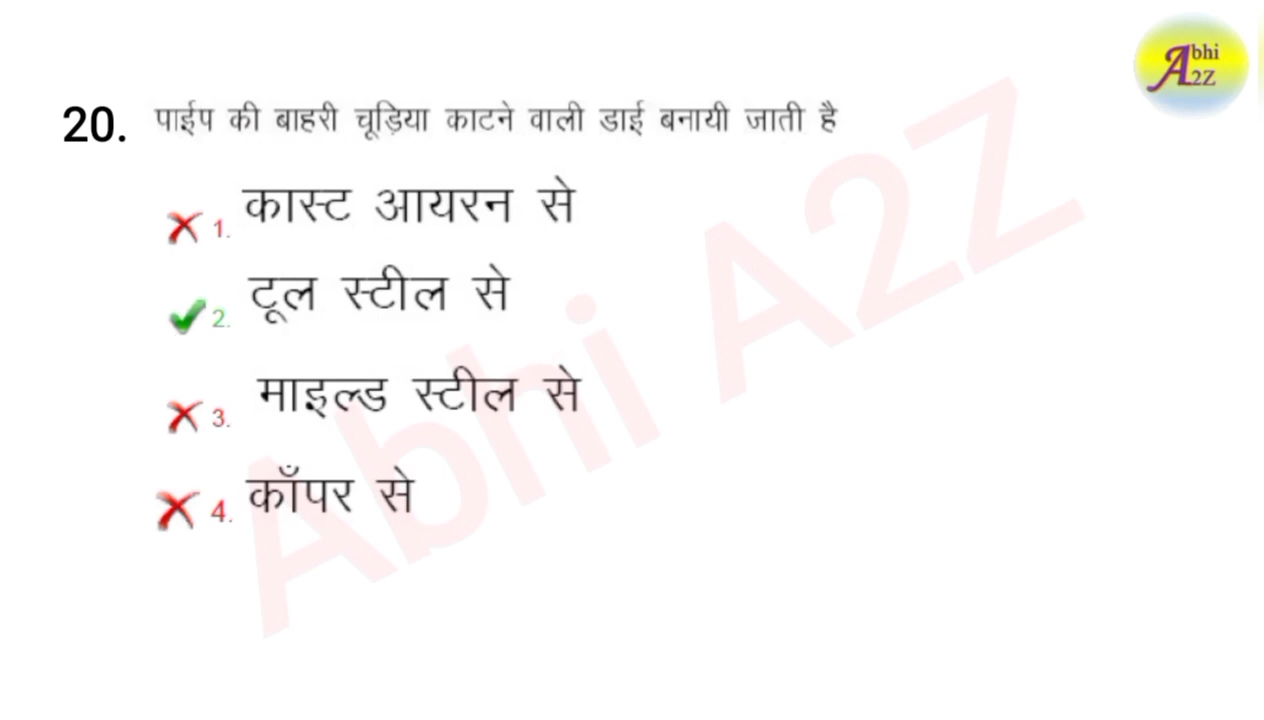 Abhi
A2Z
20. पाईप की बाहरी चूड़िया काटने वाली डाई बनायी जाती है
1. कास्ट आयरन से
2. टूल स्टील से
3. माइल्ड स्टील से
4. कॉंपर से
Abhi A2Z